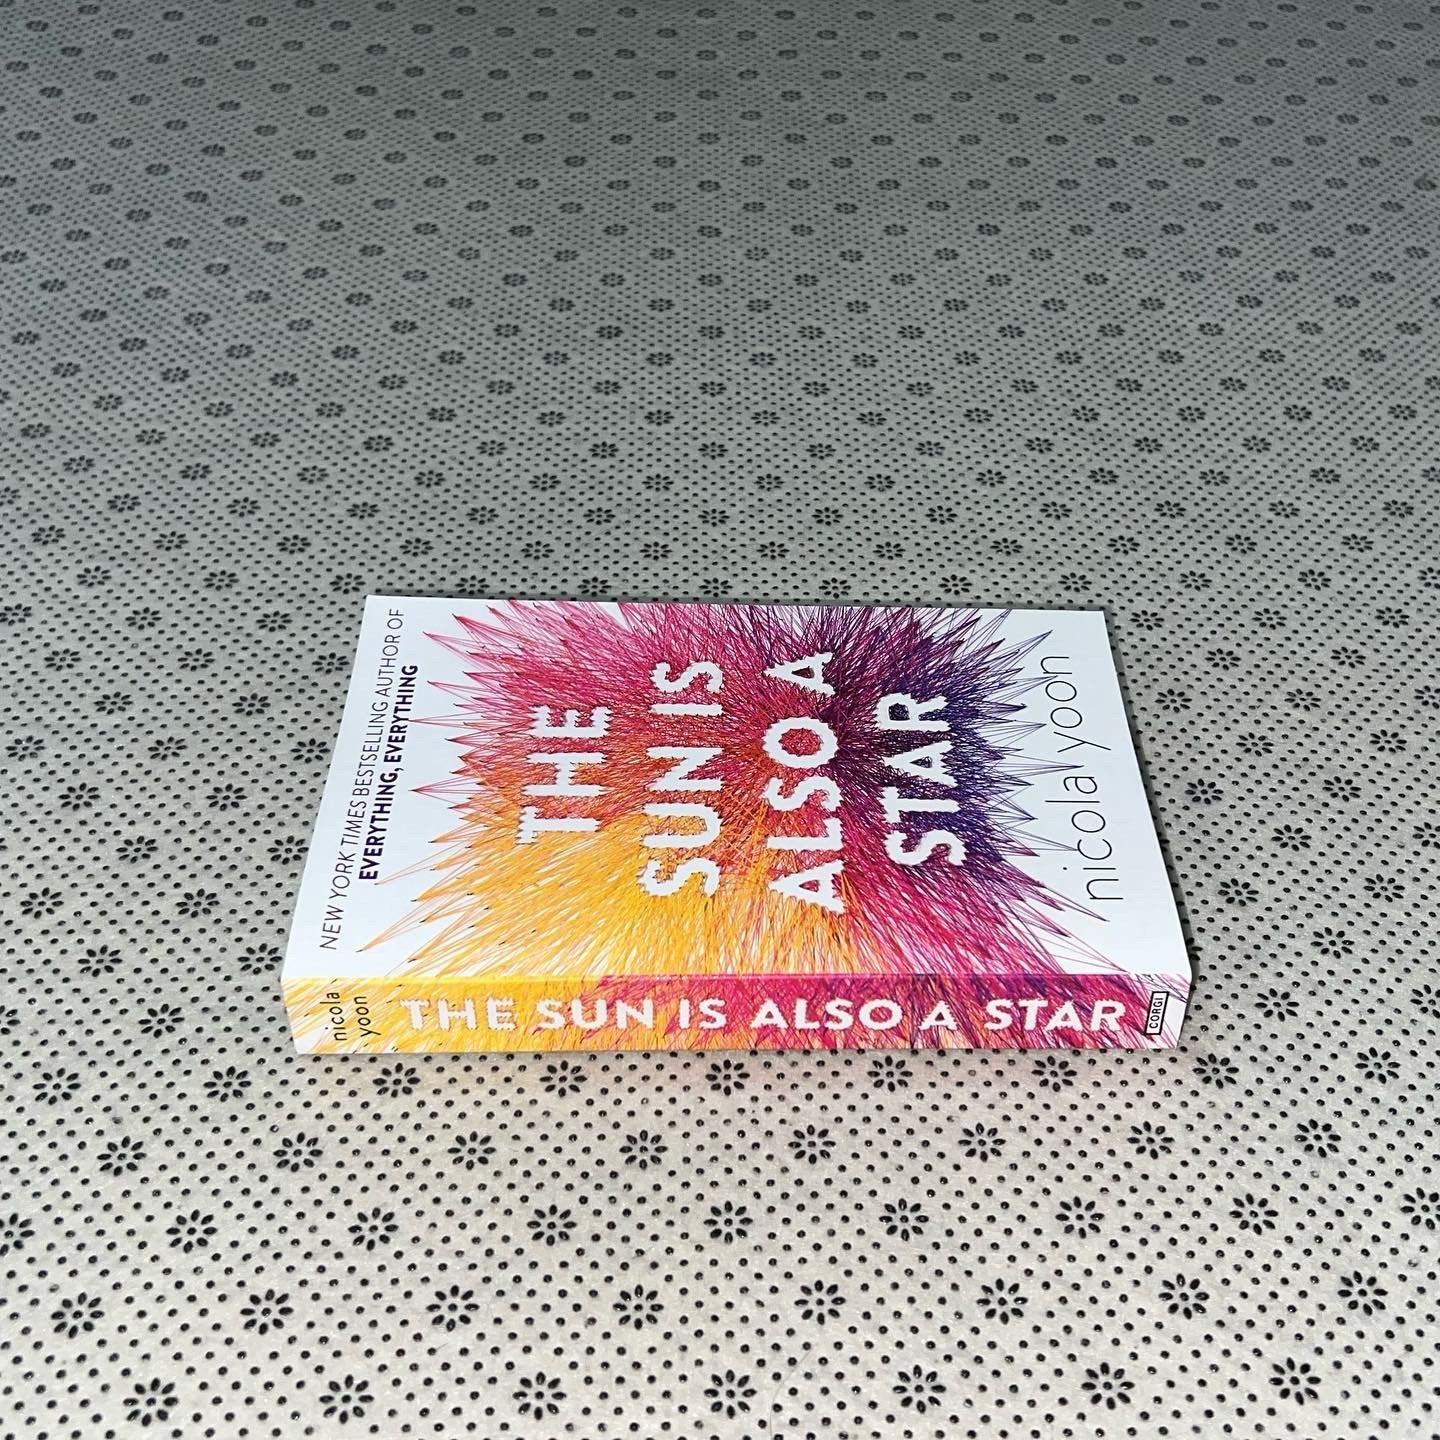 NEW YORK TIMES BESTSELLING AUTHOR OF
EVERYTHING, EVERYTHING
THE
SUN IS
ALSO A
STAR
nicola yoon
nicola
yoon
THE SUN IS ALSO A STAR
CORGI